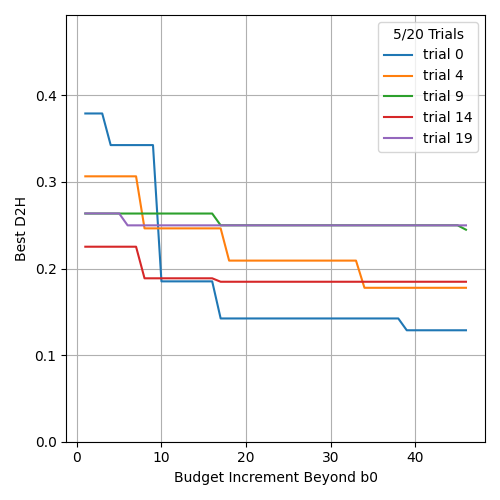 5/20 Trials
trial 0
trial 4
trial 9
trial 14
trial 19
Best D2H
0.4
0.3
0.2
0.1
0.0
0
10
20
30
40
Budget Increment Beyond b0